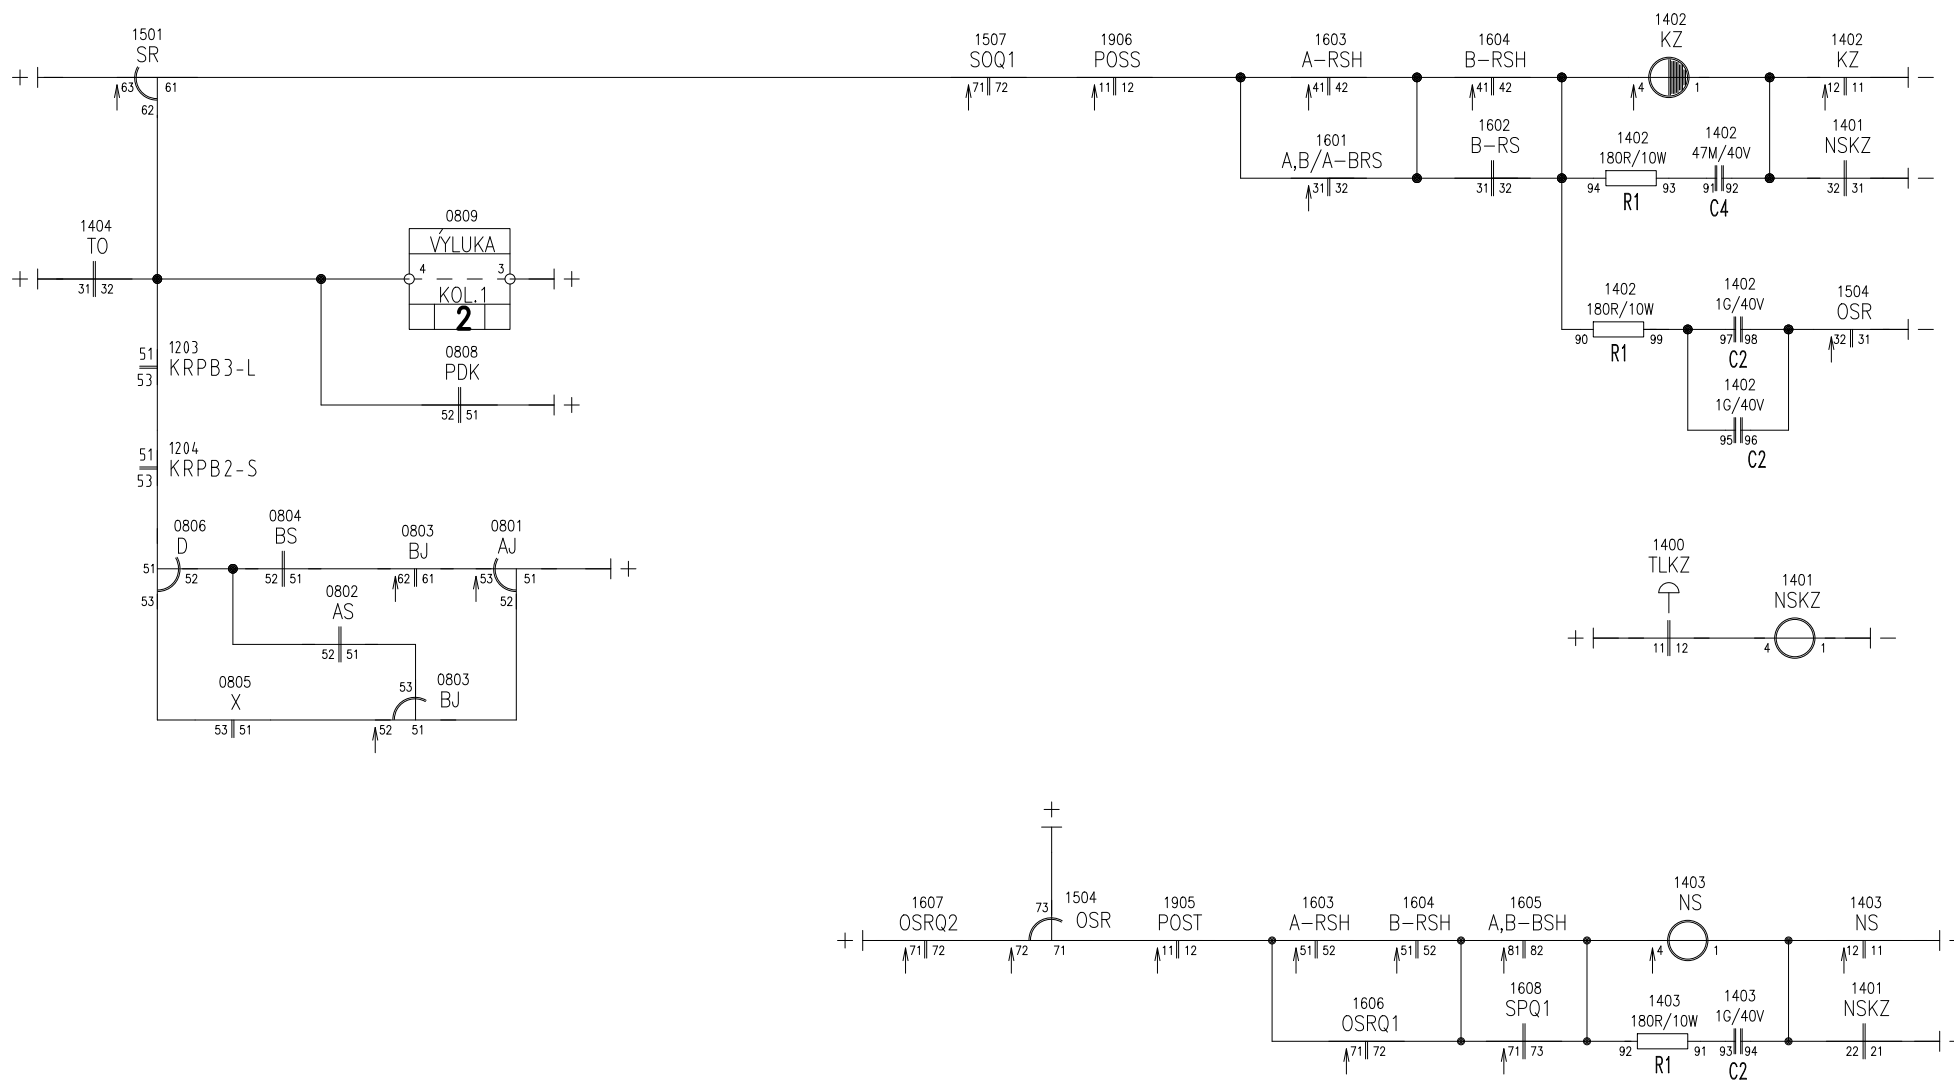 1501
SR
+
63
61
62
1507
SOQ1
71 72
1906
POSS
11 12
1603
A-RSH
41 42
1604
B-RSH
41 42
1402
KZ
4
1
1402
KZ
12 11
−
1601
A,B/A-BRS
31 32
1602
B-RS
31 32
1402
180R/10W
94
93
R1
1402
47M/40V
91 92
C4
1401
NSKZ
32 31
−
1404
TO
+
31 32
0809
VÝLUKA
4
3
KOL.1
2
+
1402
180R/10W
90
99
R1
1402
1G/40V
97 98
C2
1402
1G/40V
95 96
C2
1504
OSR
32 31
−
51
53
1203
KRPB3-L
0808
PDK
52 51
+
51
53
1204
KRPB2-S
0806
D
51
52
53
0804
BS
52 51
0803
BJ
62 61
0801
AJ
53
51
52
+
0802
AS
52 51
0805
X
53 51
53
0803
BJ
52
51
1400
TLKZ
+
11 12
1401
NSKZ
4
1
−
+
1607
OSRQ2
+
71 72
73
1504
OSR
72
71
1905
POST
11 12
1603
A-RSH
51 52
1604
B-RSH
51 52
1605
A,B-BSH
81 82
1403
NS
4
1
1403
NS
12 11
−
1606
OSRQ1
71 72
1608
SPQ1
71 73
1403
180R/10W
92
91
R1
1403
1G/40V
93 94
C2
1401
NSKZ
22 21
−